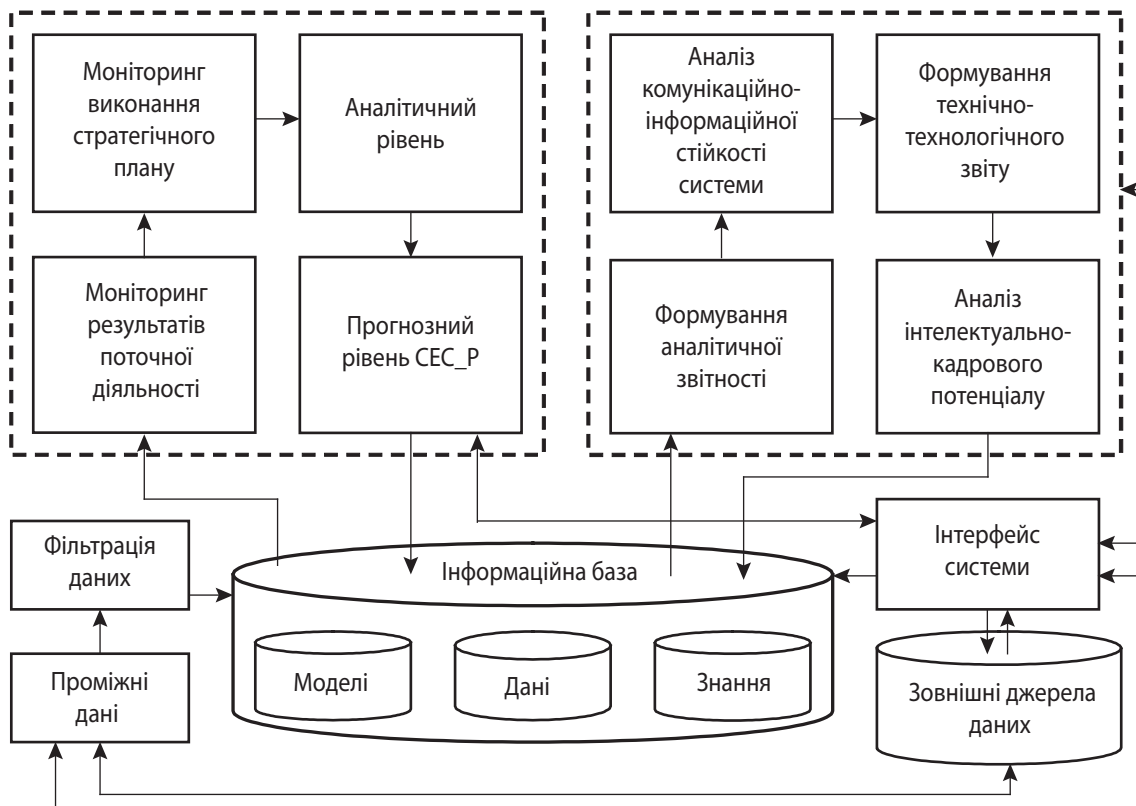 Моніторинг
виконання
стратегічного
плану
Аналітичний
рівень
Аналіз
комунікаційно-
інформаційної
стійкості
системи
Формування
технічно-
технологічного
звіту
Моніторинг
результатів
поточної
діяльності
Прогнозний
рівень СЕС_Р
Формування
аналітичної
звітності
Аналіз
інтелектуально-
кадрового
потенціалу
Фільтрація
даних
Інформаційна база
Інтерфейс
системи
Проміжні
дані
Моделі
Дані
Знання
Зовнішні джерела
даних